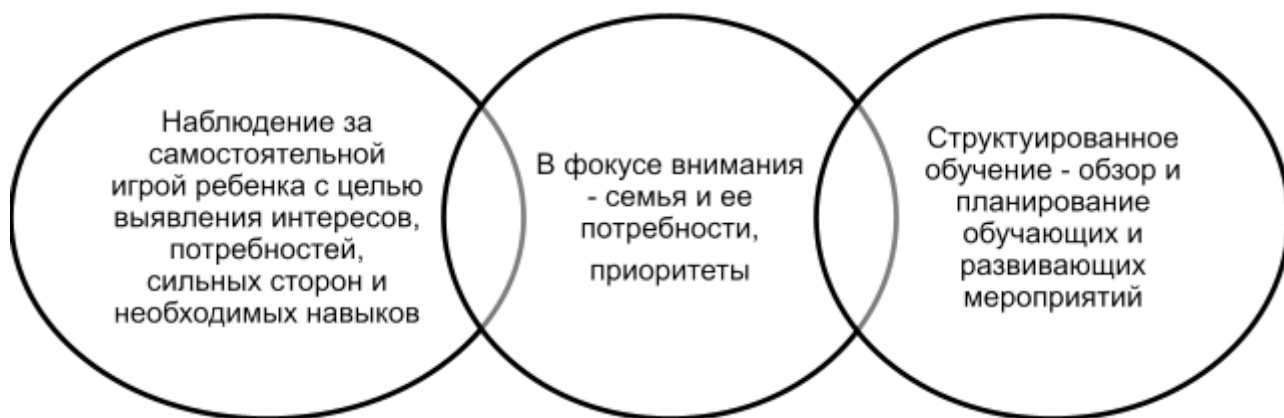 Наблюдение за
самостоятельной
игрой ребенка с целью
выявления интересов,
потребностей,
сильных сторон и
необходимых навыков
В фокусе внимания
- семья и ее
потребности,
приоритеты
Структуированное
обучение - обзор и
планирование
обучающих и
развивающих
мероприятий